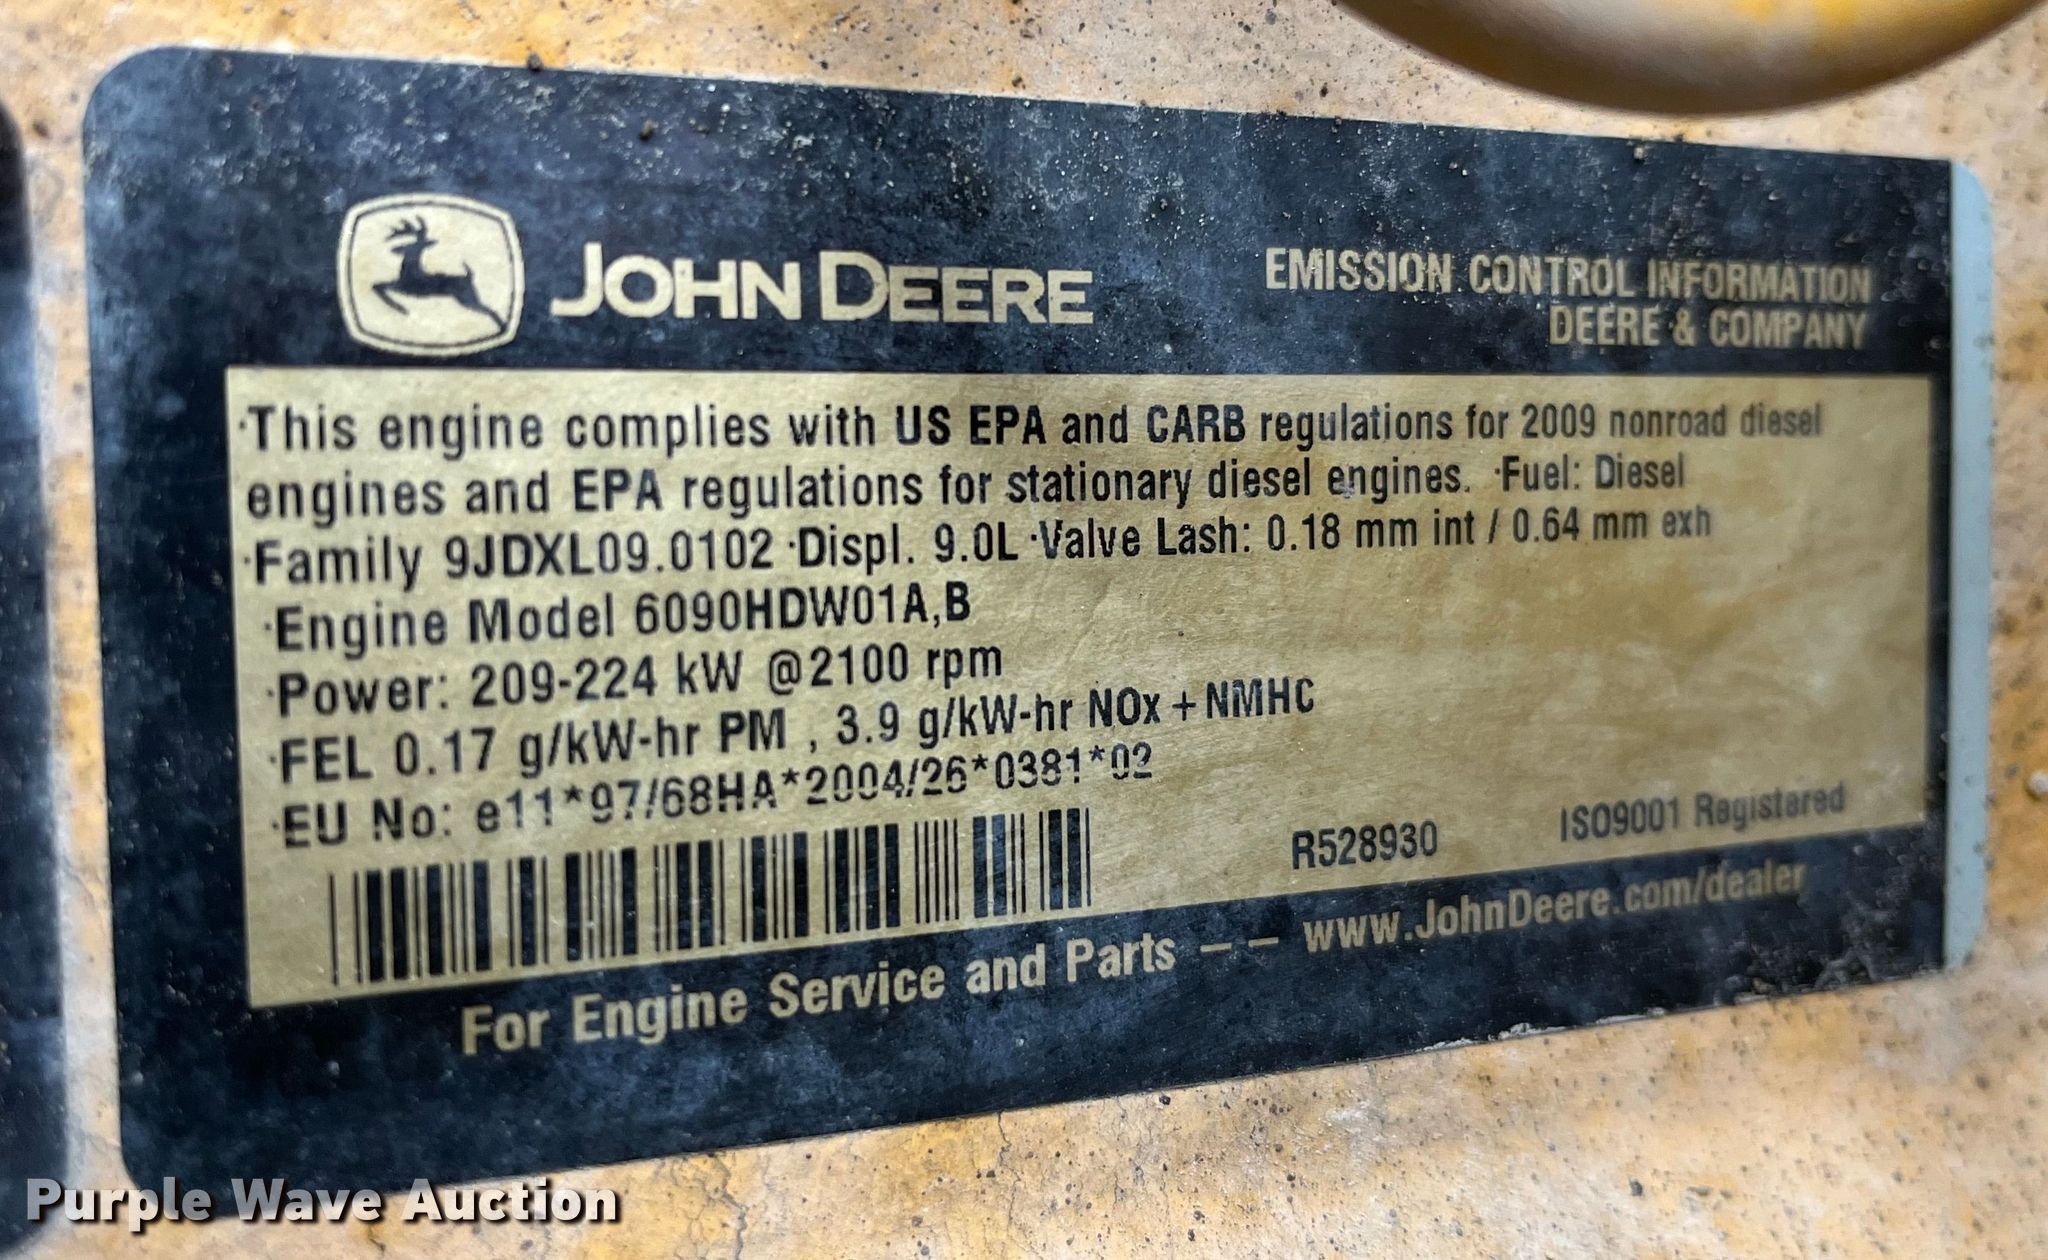 JOHN DEERE
EMISSION CONTROL INFORMATION
DEERE & COMPANY
·This engine complies with US EPA and CARB regulations for 2009 nonroad diesel
engines and EPA regulations for stationary diesel engines. ·Fuel: Diesel
·Family 9JDXL09.0102 ·Displ. 9.0L ·Valve Lash: 0.18 mm int / 0.64 mm exh
·Engine Model 6090HDW01A,B
·Power: 209-224 kW @2100 rpm
·FEL 0.17 g/kW-hr PM , 3.9 g/kW-hr NOx + NMHC
·EU No: e11*97/68HA*2004/26*0381*02
R528930 ISO9001 Registered
For Engine Service and Parts – – www.JohnDeere.com/dealer
Purple Wave Auction